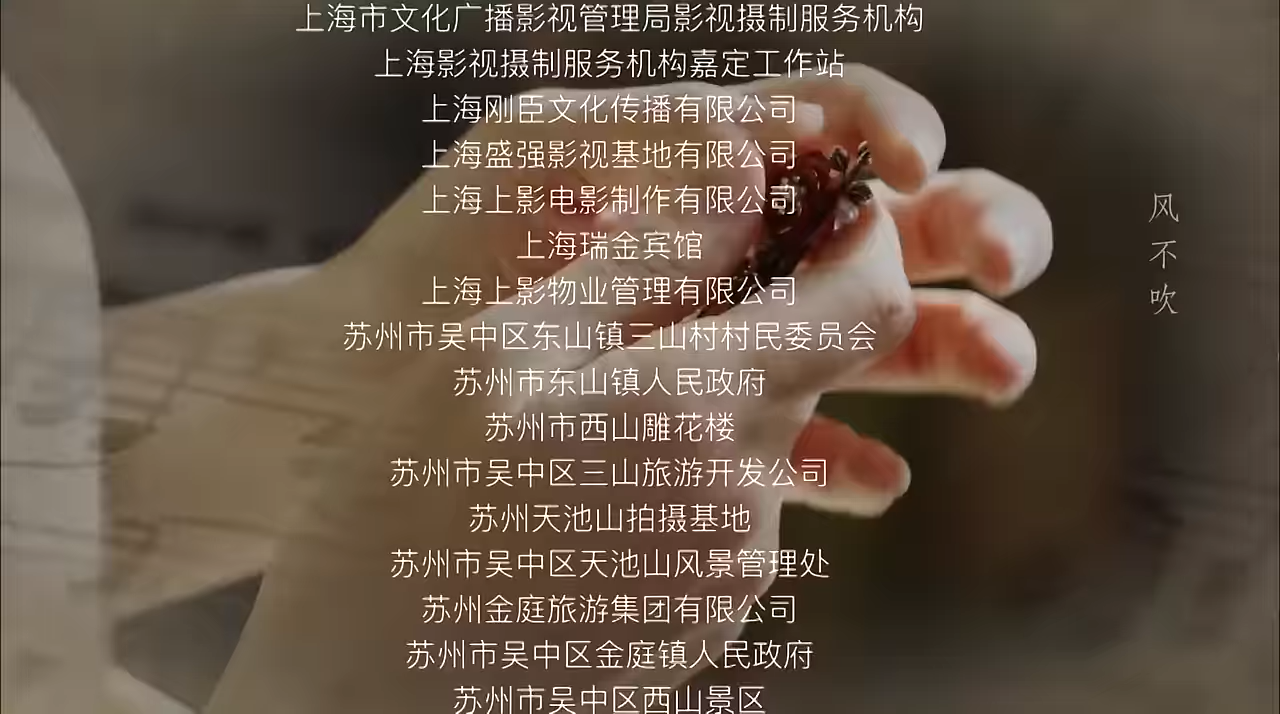 上海市文化广播影视管理局影视摄制服务机构
上海影视摄制服务机构嘉定工作站
上海刚臣文化传播有限公司
上海盛强影视基地有限公司
上海上影电影制作有限公司
上海瑞金宾馆
上海上影物业管理有限公司
苏州市吴中区东山镇三山村村民委员会
苏州市东山镇人民政府
苏州市西山雕花楼
苏州市吴中区三山旅游开发公司
苏州天池山拍摄基地
苏州市吴中区天池山风景管理处
苏州金庭旅游集团有限公司
苏州市吴中区金庭镇人民政府
苏州市吴中区西山景区
风不吹